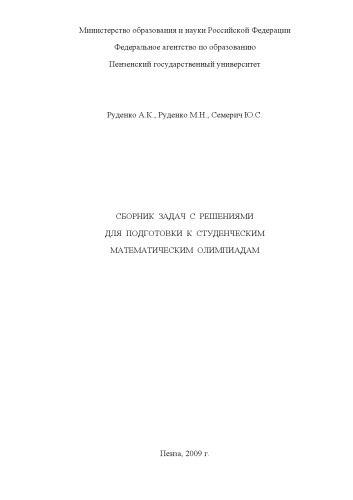 Министерство образования и науки Российской Федерации
Федеральное агентство по образованию
Пензенский государственный университет
Руденко А.К., Руденко М.Н., Семерич Ю.С.
СБОРНИК ЗАДАЧ С РЕШЕНИЯМИ
ДЛЯ ПОДГОТОВКИ К СТУДЕНЧЕСКИМ
МАТЕМАТИЧЕСКИМ ОЛИМПИАДАМ
Пенза, 2009 г.